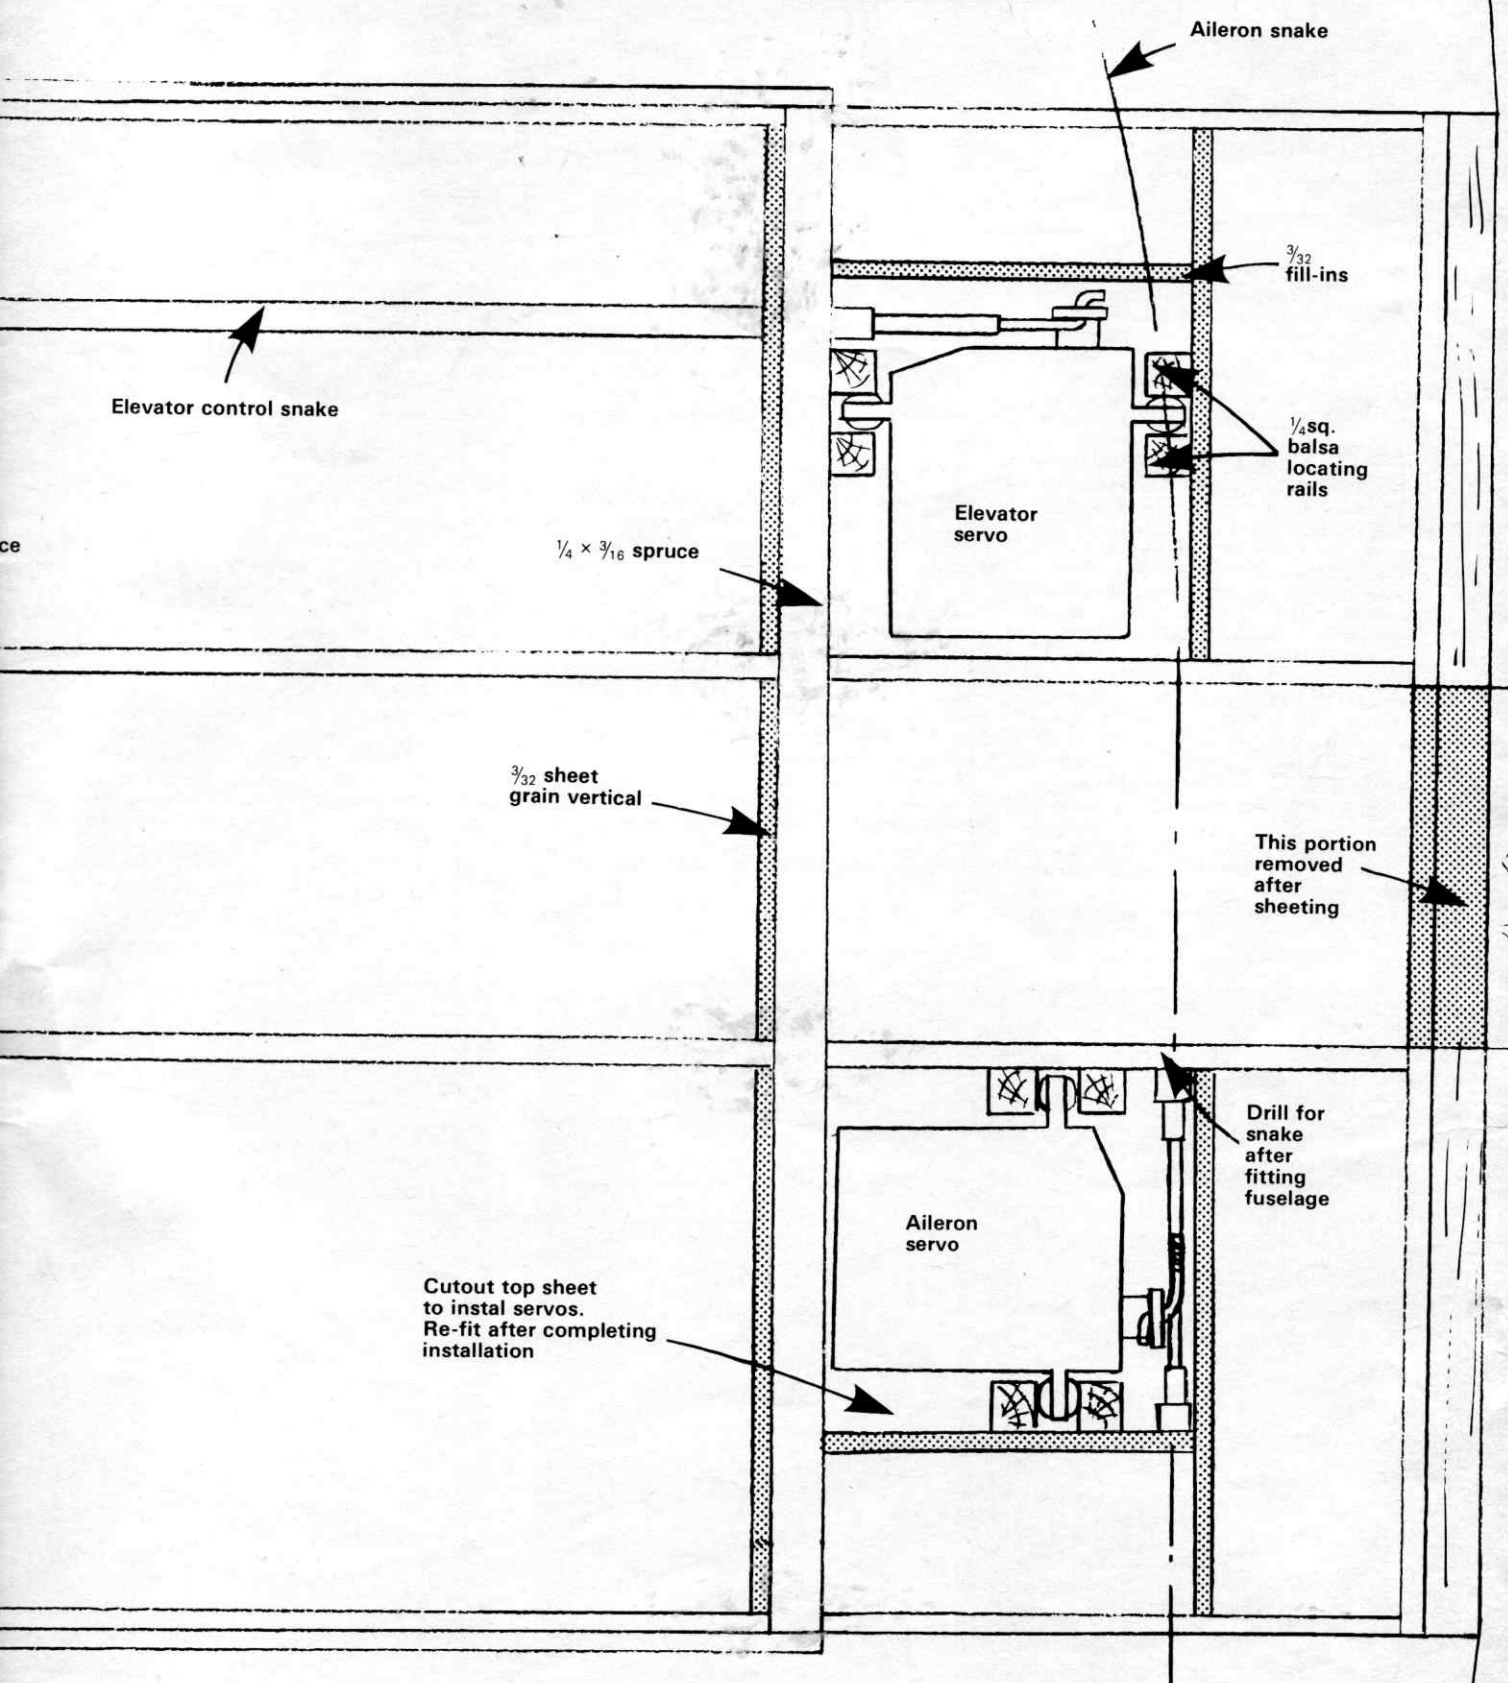 Aileron snake
3/32
fill-ins
Elevator control snake
1/4 sq.
balsa
locating
rails
Elevator
servo
ce
1/4 × 3/16 spruce
3/32 sheet
grain vertical
This portion
removed
after
sheeting
Drill for
snake
after
fitting
fuselage
Aileron
servo
Cutout top sheet
to instal servos.
Re-fit after completing
installation